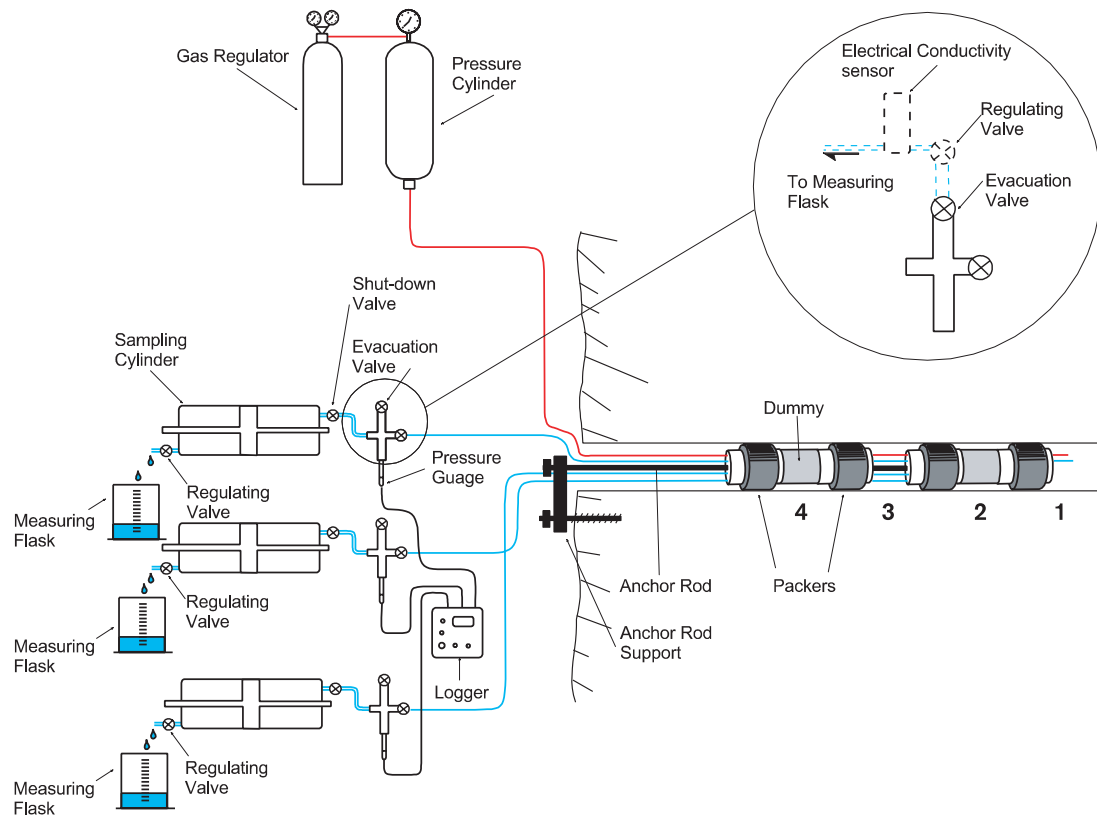 Gas Regulator
Pressure
Cylinder
Electrical Conductivity
sensor
Regulating
Valve
To Measuring
Flask
Evacuation
Valve
Shut-down
Valve
Sampling
Cylinder
Evacuation
Valve
Dummy
Pressure
Guage
Regulating
Valve
Measuring
Flask
4
3
2
1
Anchor Rod
Packers
Regulating
Valve
Anchor Rod
Support
Measuring
Flask
Logger
Regulating
Valve
Measuring
Flask